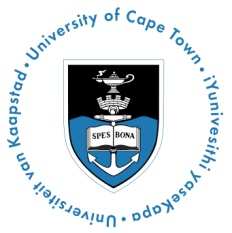 University of Cape Town • iYunivesithi yaseKapa • Universiteit van Kaapstad •
SPES BONA